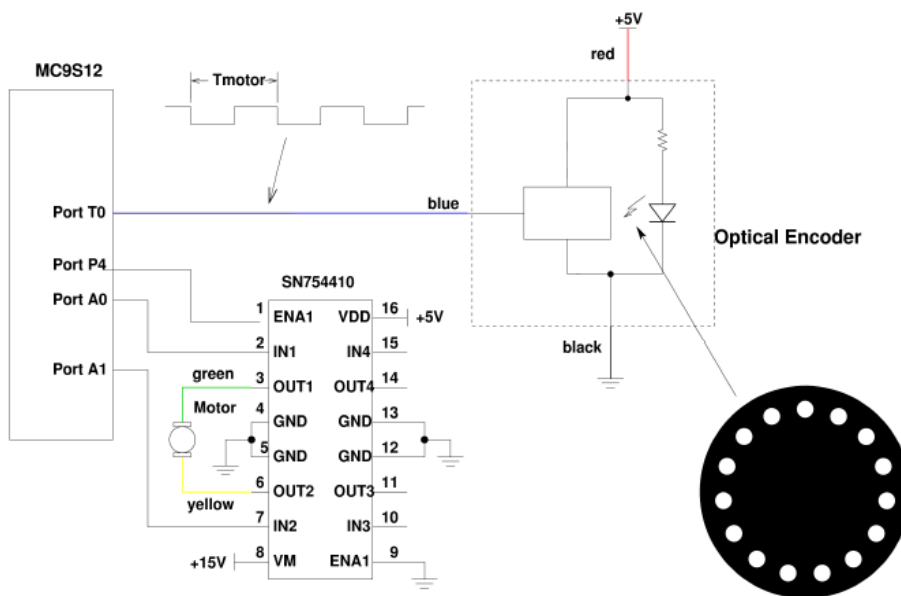 +5V
red
MC9S12
Tmotor
Port T0
blue
Optical Encoder
Port P4
Port A0
Port A1
SN754410
1 ENA1 VDD 16 +5V
2 IN1 IN4 15
black
green 3 OUT1 OUT4 14
Motor 4 GND GND 13
5 GND GND 12
yellow 6 OUT2 OUT3 11
7 IN2 IN3 10
+15V 8 VM ENA1 9